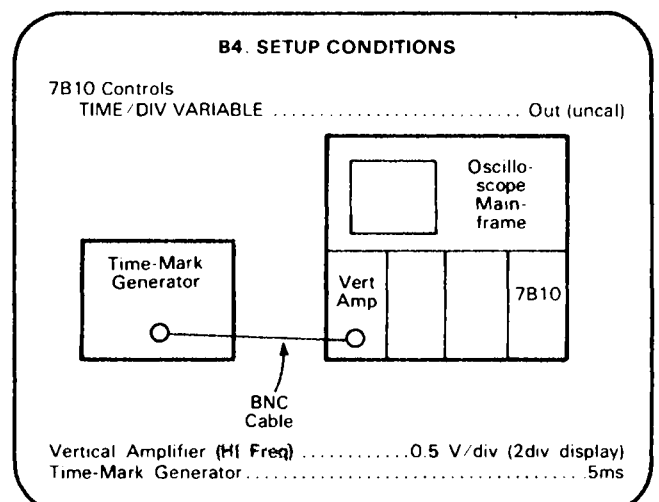 B4. SETUP CONDITIONS
7B10 Controls
TIME/DIV VARIABLE .......................... Out (uncal)
Oscillo-
scope
Main-
frame
Time-Mark
Generator
Vert
Amp
7B10
BNC
Cable
Vertical Amplifier (HI Freq) ............0.5 V/div (2div display)
Time-Mark Generator.....................................5ms